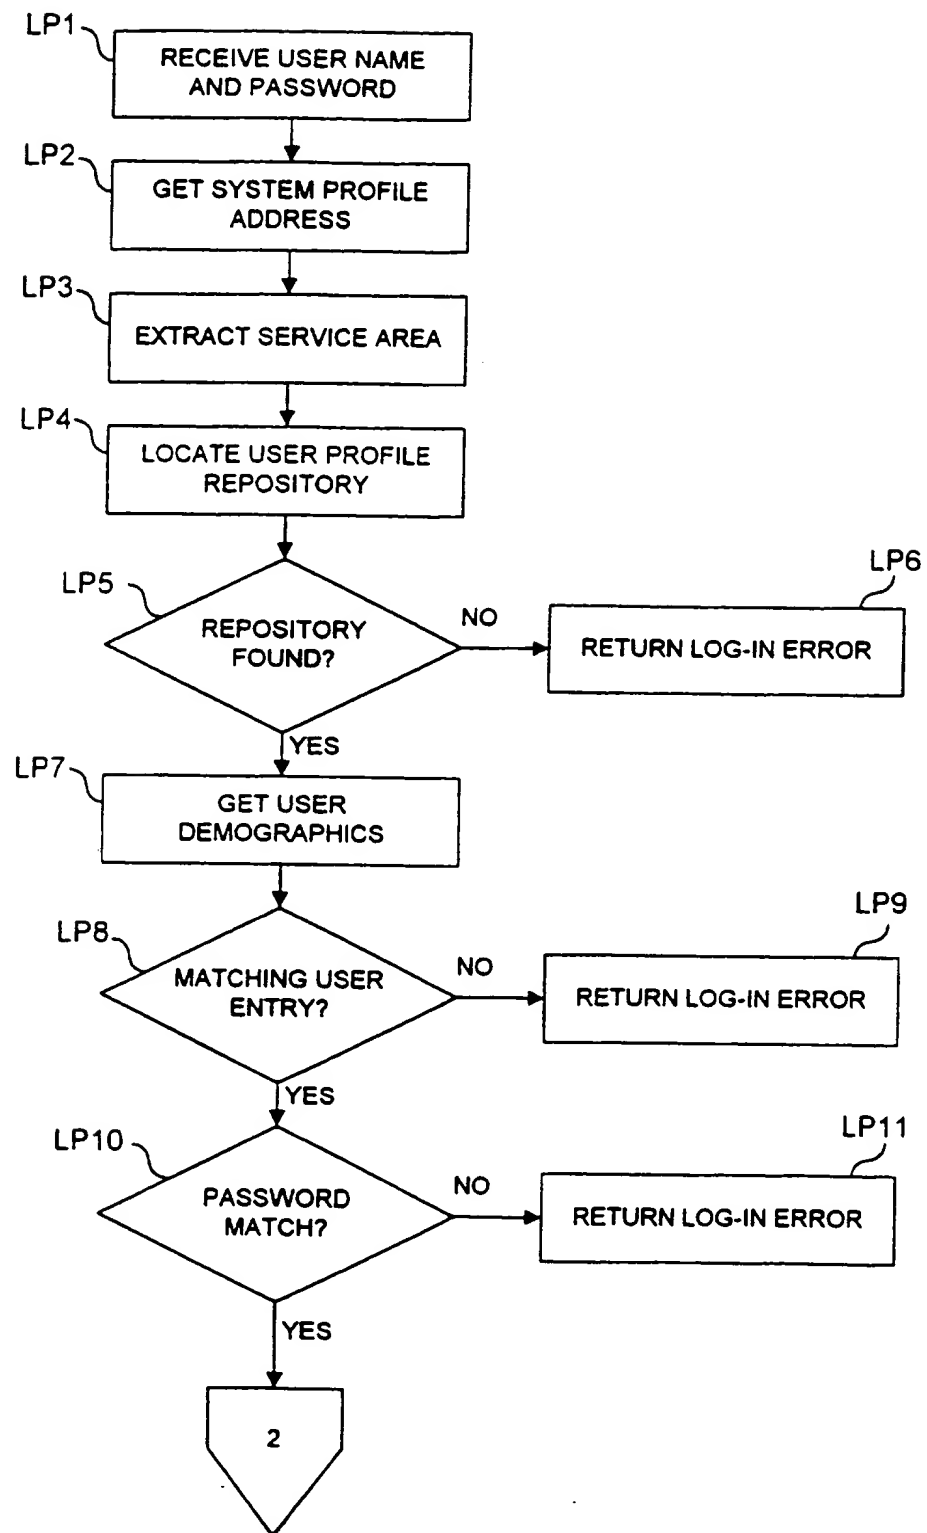 LP1
RECEIVE USER NAME
AND PASSWORD
LP2
GET SYSTEM PROFILE
ADDRESS
LP3
EXTRACT SERVICE AREA
LP4
LOCATE USER PROFILE
REPOSITORY
LP5
REPOSITORY
FOUND?
NO
LP6
RETURN LOG-IN ERROR
YES
LP7
GET USER
DEMOGRAPHICS
LP8
MATCHING USER
ENTRY?
NO
LP9
RETURN LOG-IN ERROR
YES
LP10
PASSWORD
MATCH?
NO
LP11
RETURN LOG-IN ERROR
YES
2